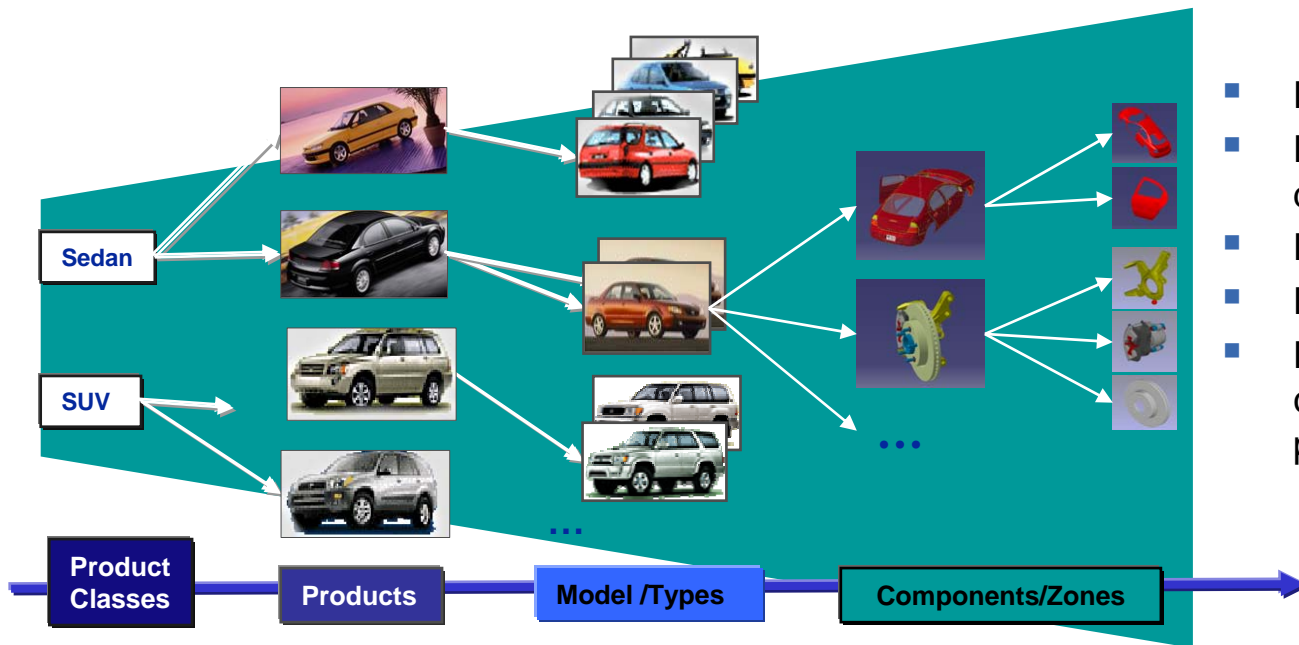 Sedan
SUV
...
...
Product
Classes
Products
Model /Types
Components/Zones